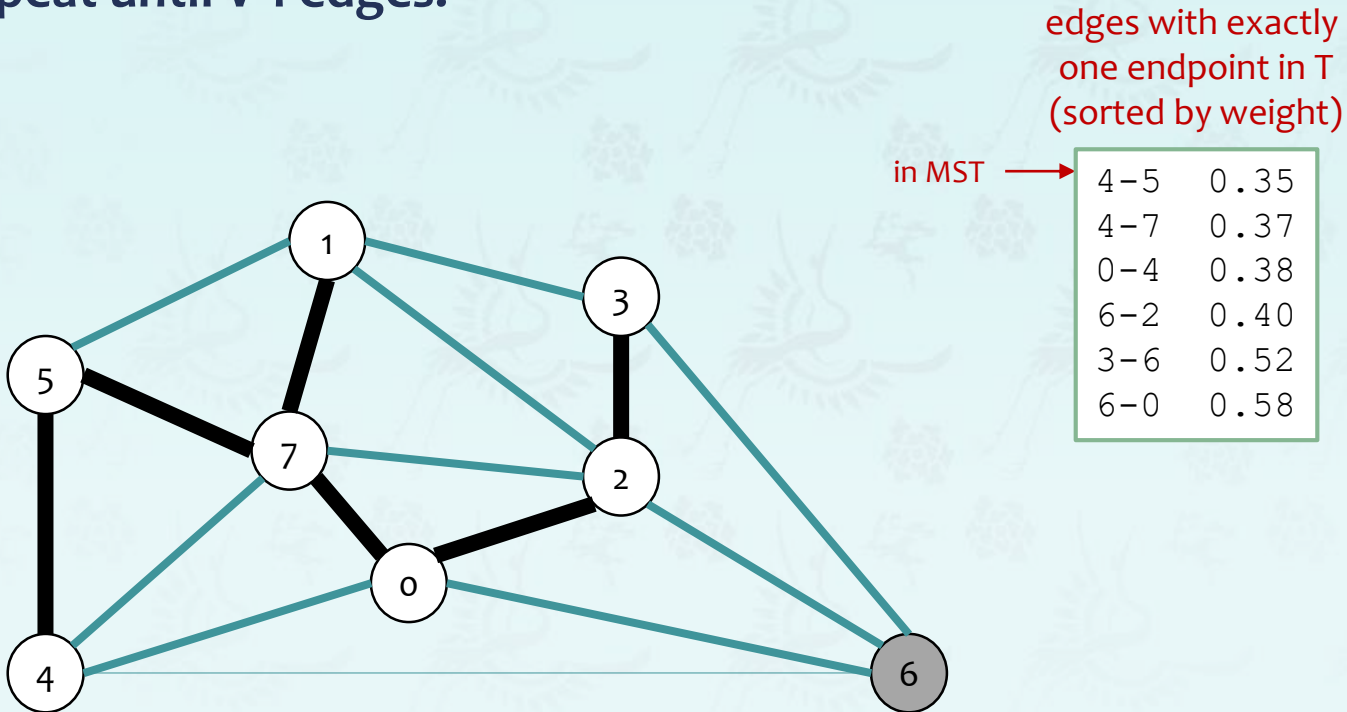 peat until V-1 edges.
edges with exactly
one endpoint in T
(sorted by weight)
in MST
4-5 0.35
4-7 0.37
0-4 0.38
6-2 0.40
3-6 0.52
6-0 0.58
1
3
5
7
2
0
4
6